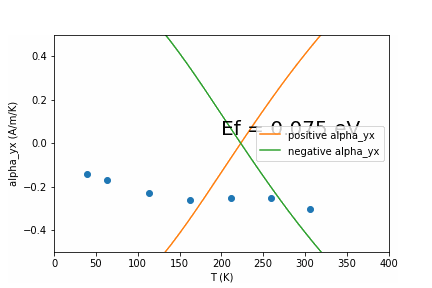 0.4
0.2
0.0
−0.2
−0.4
alpha_yx (A/m/K)
Ef = 0.075 eV
positive alpha_yx
negative alpha_yx
0 50 100 150 200 250 300 350 400
T (K)